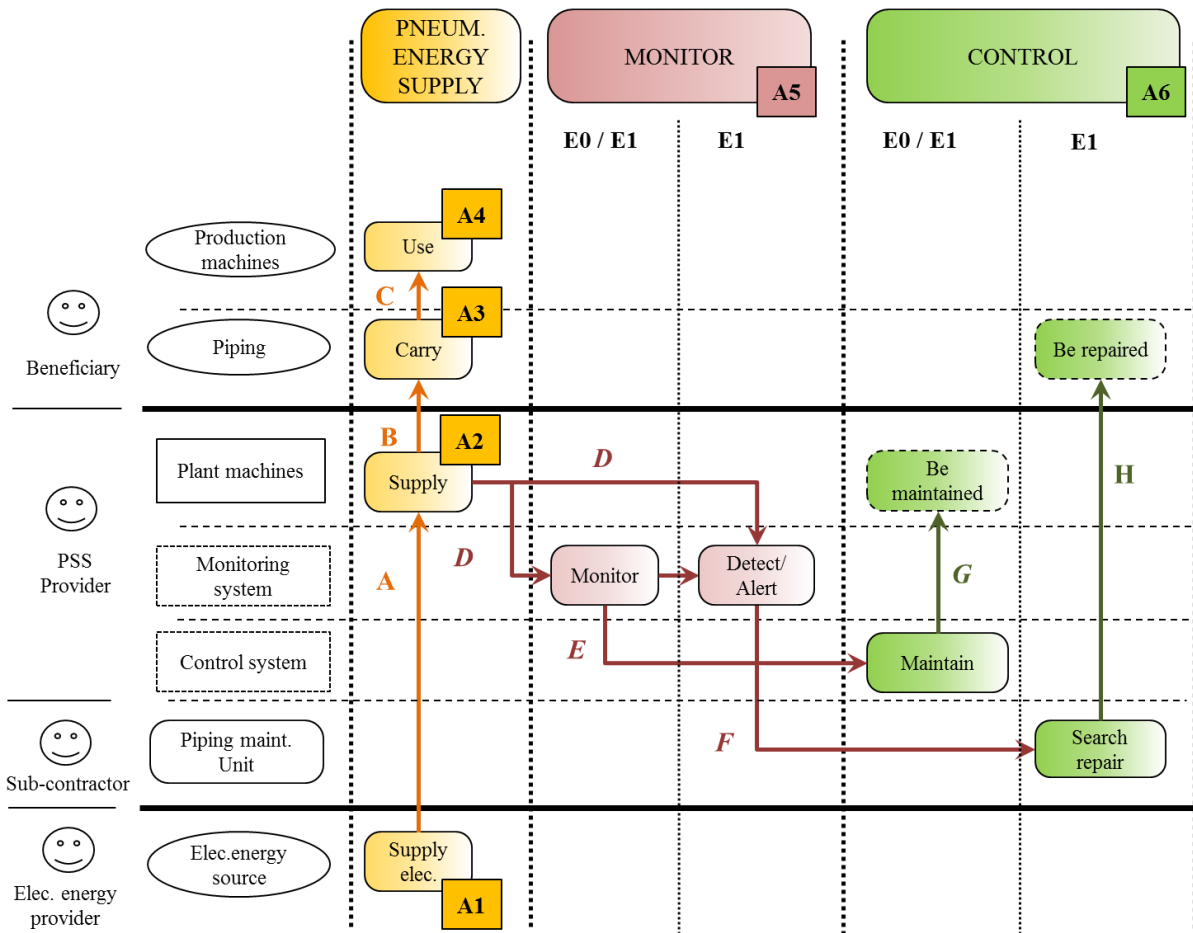 PNEUM.
ENERGY
SUPPLY
MONITOR
A5
CONTROL
A6
E0 / E1
E1
E0 / E1
E1
Production
machines
Use
A4
C
Beneficiary
Piping
Carry
A3
Be repaired
B
A2
Plant machines
Supply
D
Be
maintained
H
PSS
Provider
Monitoring
system
A
D
Monitor
Detect/
Alert
G
Control system
E
Maintain
Sub-contractor
Piping maint.
Unit
F
Search
repair
Elec. energy
provider
Elec.energy
source
Supply
elec.
A1